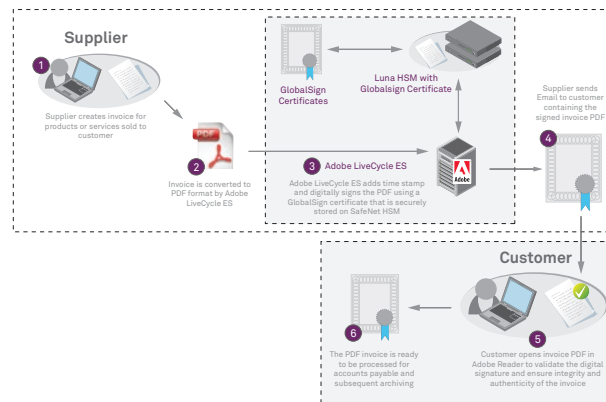 Supplier
1
Supplier creates invoice for
products or services sold to
customer
PDF
2
Invoice is converted to
PDF format by Adobe
LiveCycle ES
GlobalSign
Certificates
Luna HSM with
Globalsign Certificate
3 Adobe LiveCycle ES
Adobe LiveCycle ES adds time stamp
and digitally signs the PDF using a
GlobalSign certificate that is securely
stored on SafeNet HSM
Adobe
Supplier sends
Email to customer
containing the
signed invoice PDF
4
Customer
5
Customer opens invoice PDF in
Adobe Reader to validate the digital
signature and ensure integrity and
authenticity of the invoice
6
The PDF invoice is ready
to be processed for
accounts payable and
subsequent archiving